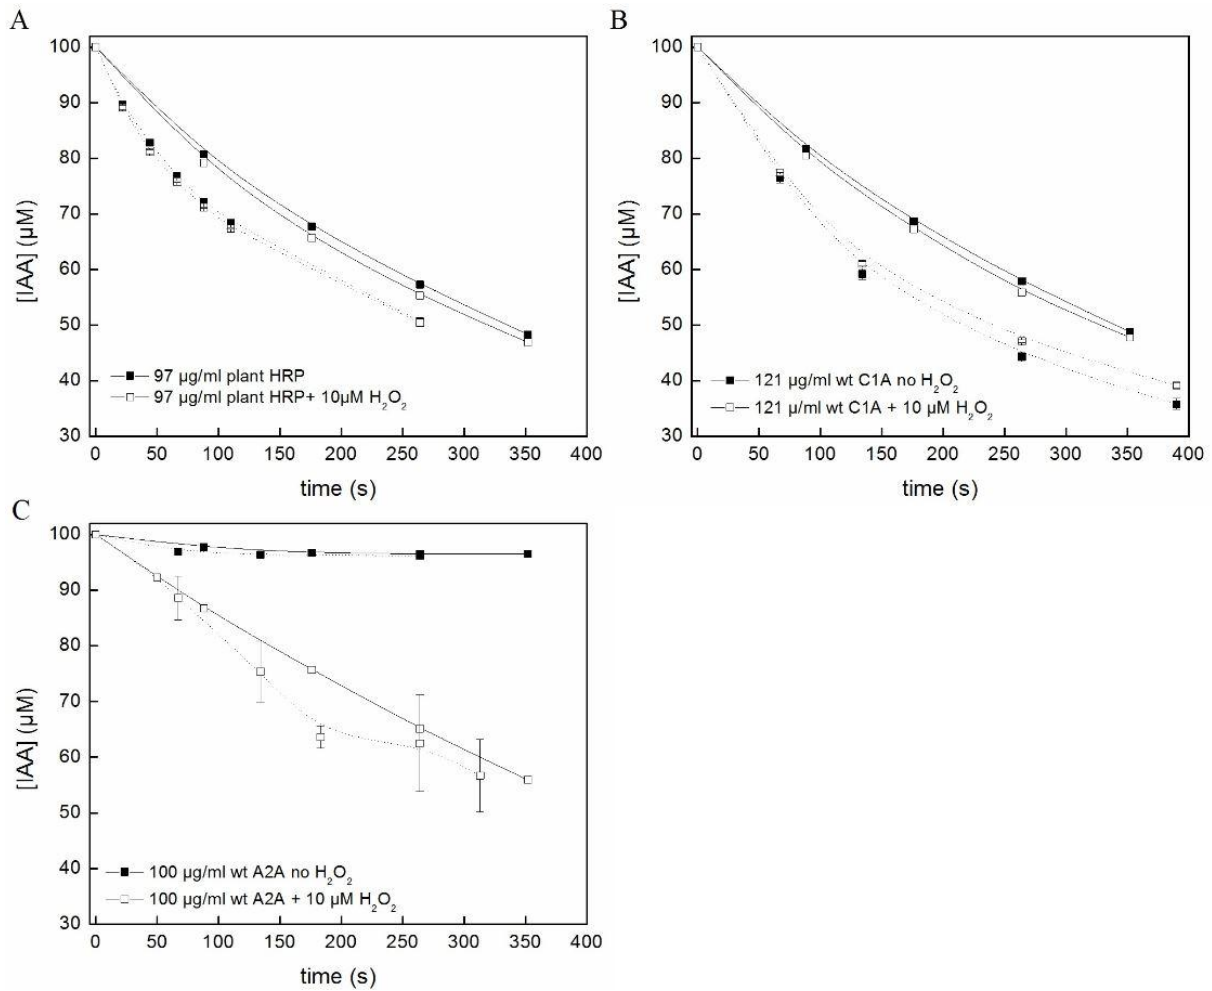 A
100
90
80
70
60
50
40
30
[IAA] (µM)
97 µg/ml plant HRP
97 µg/ml plant HRP+ 10µM H₂O₂
0 50 100 150 200 250 300 350 400
time (s)
B
100
90
80
70
60
50
40
30
[IAA] (µM)
121 µg/ml wt C1A no H₂O₂
121 µ/ml wt C1A + 10 µM H₂O₂
0 50 100 150 200 250 300 350 400
time (s)
C
100
90
80
70
60
50
40
30
[IAA] (µM)
100 µg/ml wt A2A no H₂O₂
100 µg/ml wt A2A + 10 µM H₂O₂
0 50 100 150 200 250 300 350 400
time (s)